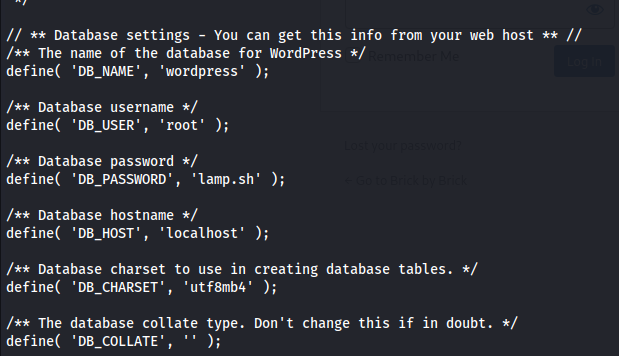 */
// ** Database settings - You can get this info from your web host ** //
/** The name of the database for WordPress */
define( 'DB_NAME', 'wordpress' );
/** Database username */
define( 'DB_USER', 'root' );
/** Database password */
define( 'DB_PASSWORD', 'lamp.sh' );
/** Database hostname */
define( 'DB_HOST', 'localhost' );
/** Database charset to use in creating database tables. */
define( 'DB_CHARSET', 'utf8mb4' );
/** The database collate type. Don't change this if in doubt. */
define( 'DB_COLLATE', '' );
Remember Me
Log In
Lost your password?
← Go to Brick by Brick